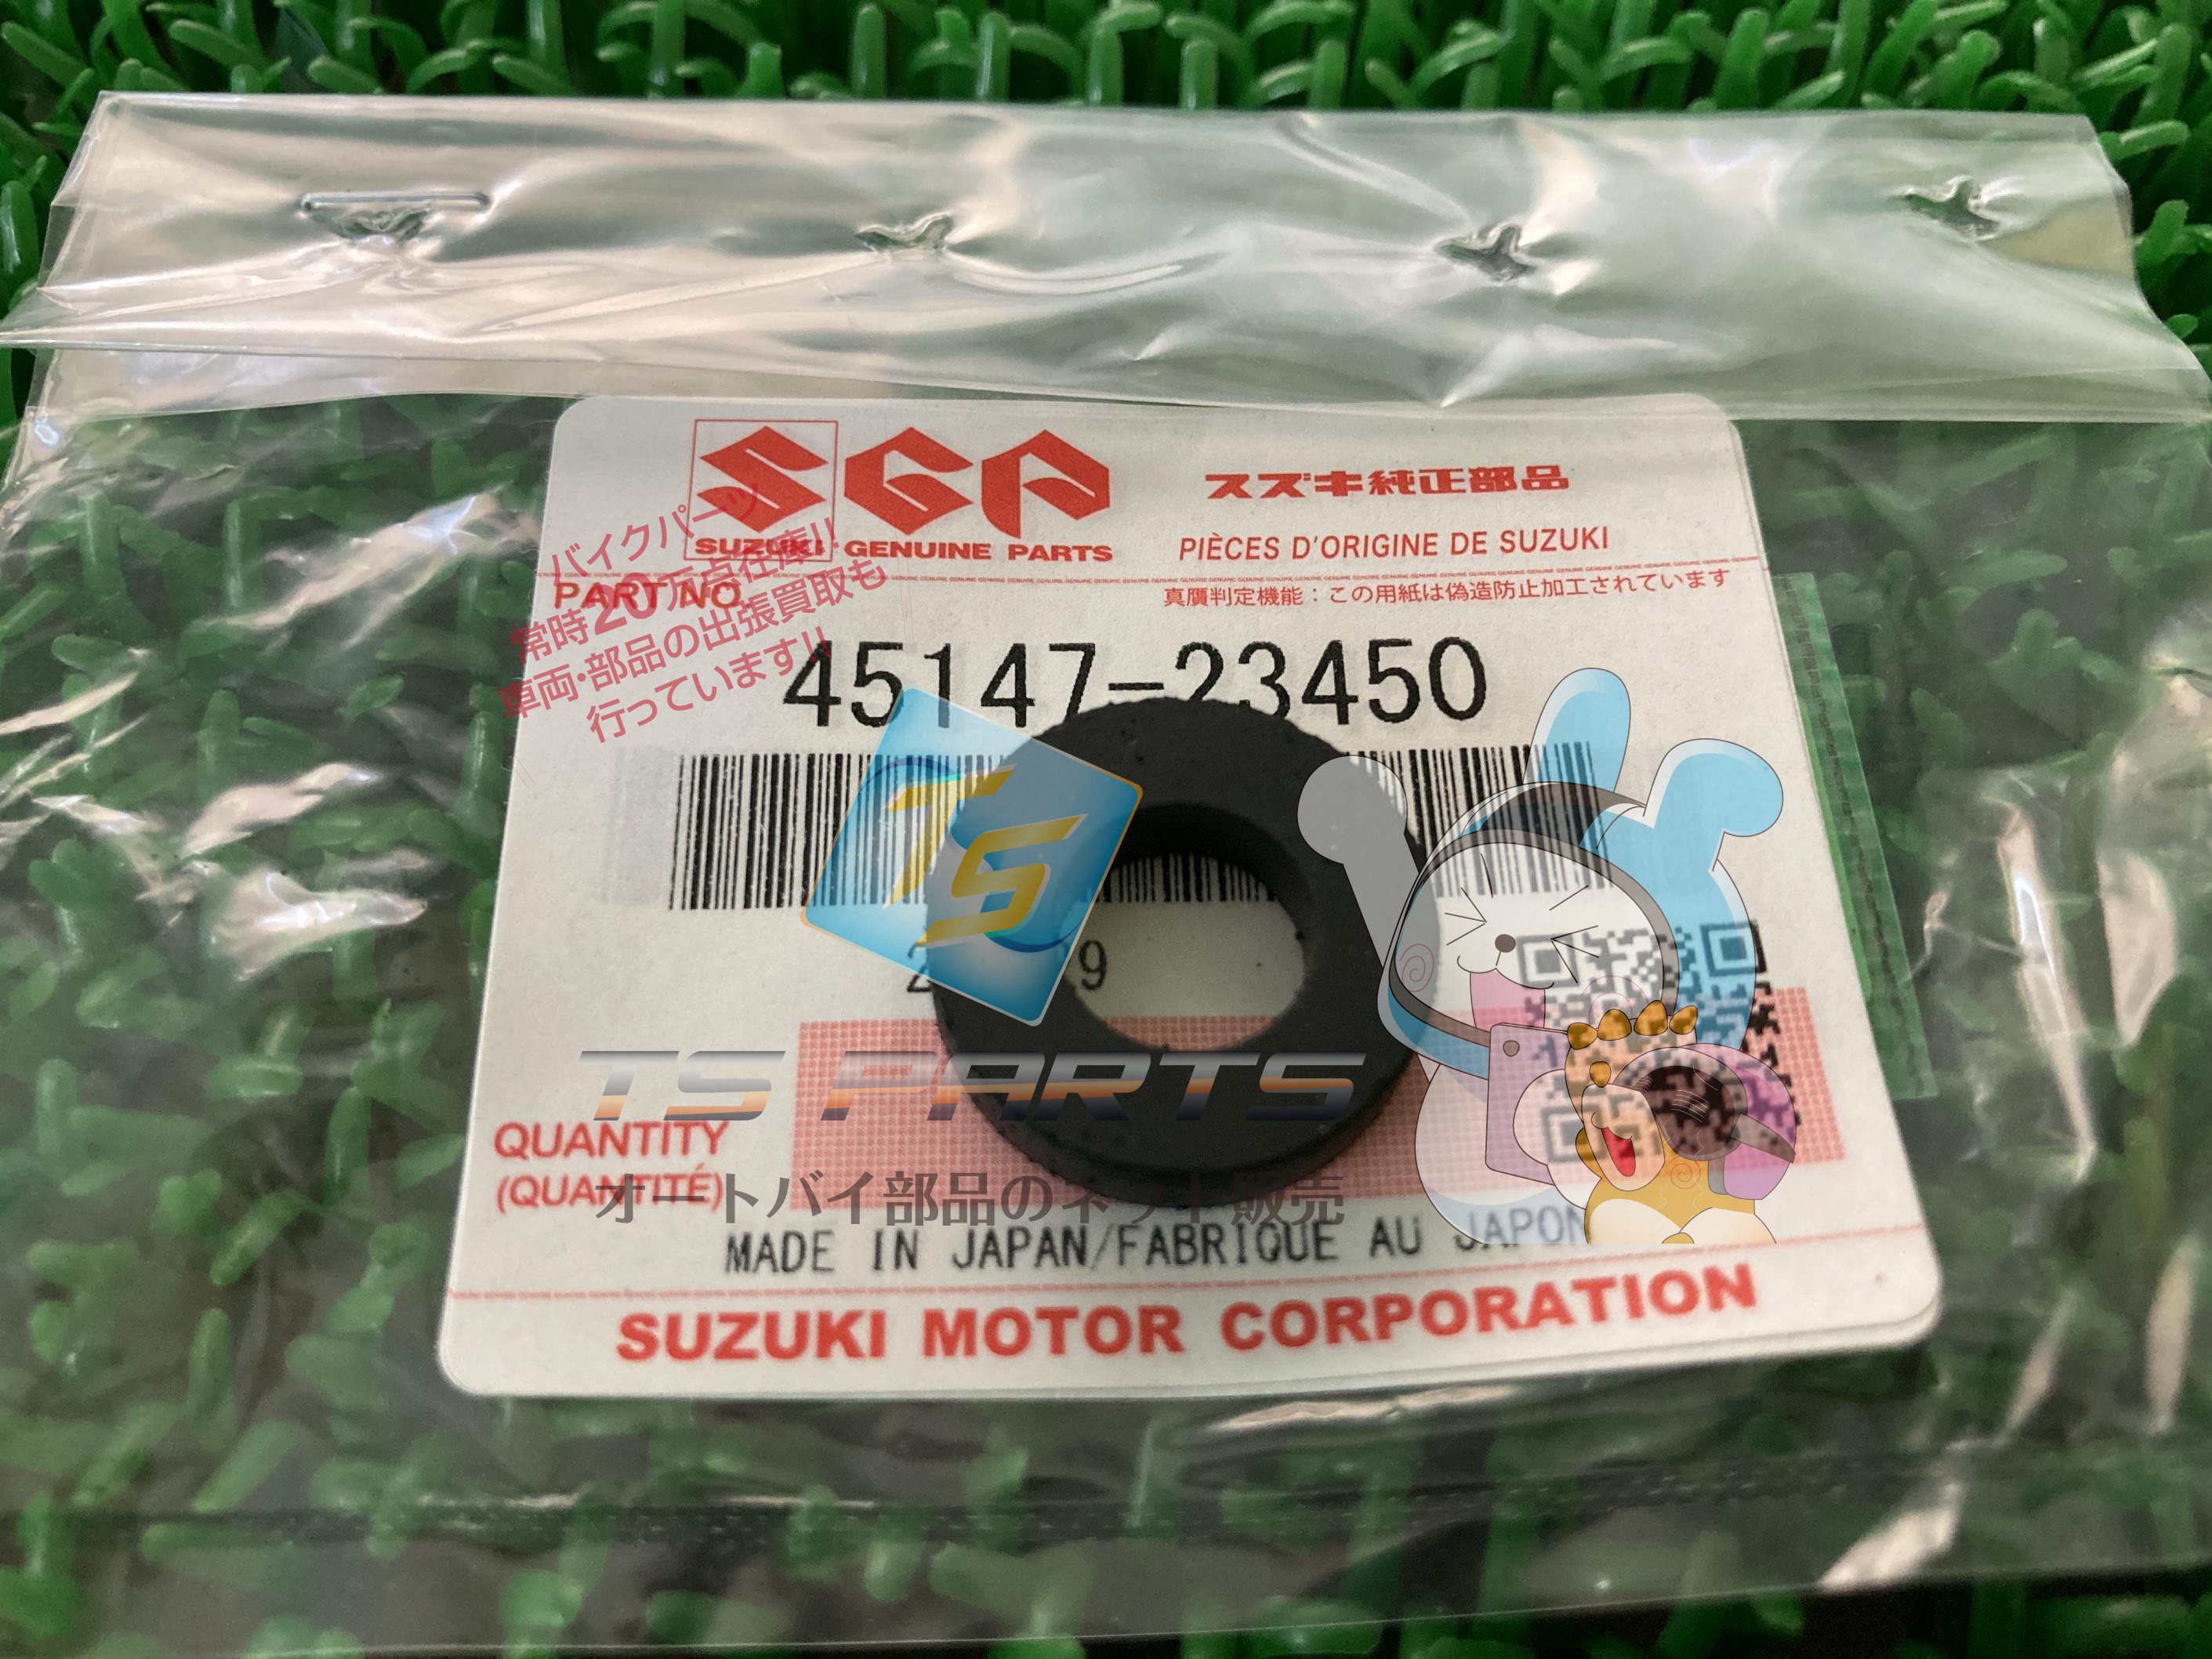 SGP
スズキ純正部品
SUZUKI GENUINE PARTS
PIÈCES D'ORIGINE DE SUZUKI
PART NO
真贋判定機能：この用紙は偽造防止加工されています
バイクパーツ
常時20万点在庫!!
車両・部品の出張買取も
行っています!!
45147-23450
TS
TS PARTS
オートバイ部品のネット販売
QUANTITY
(QUANTITÉ)
MADE IN JAPAN/FABRIQUE AU JAPON
SUZUKI MOTOR CORPORATION